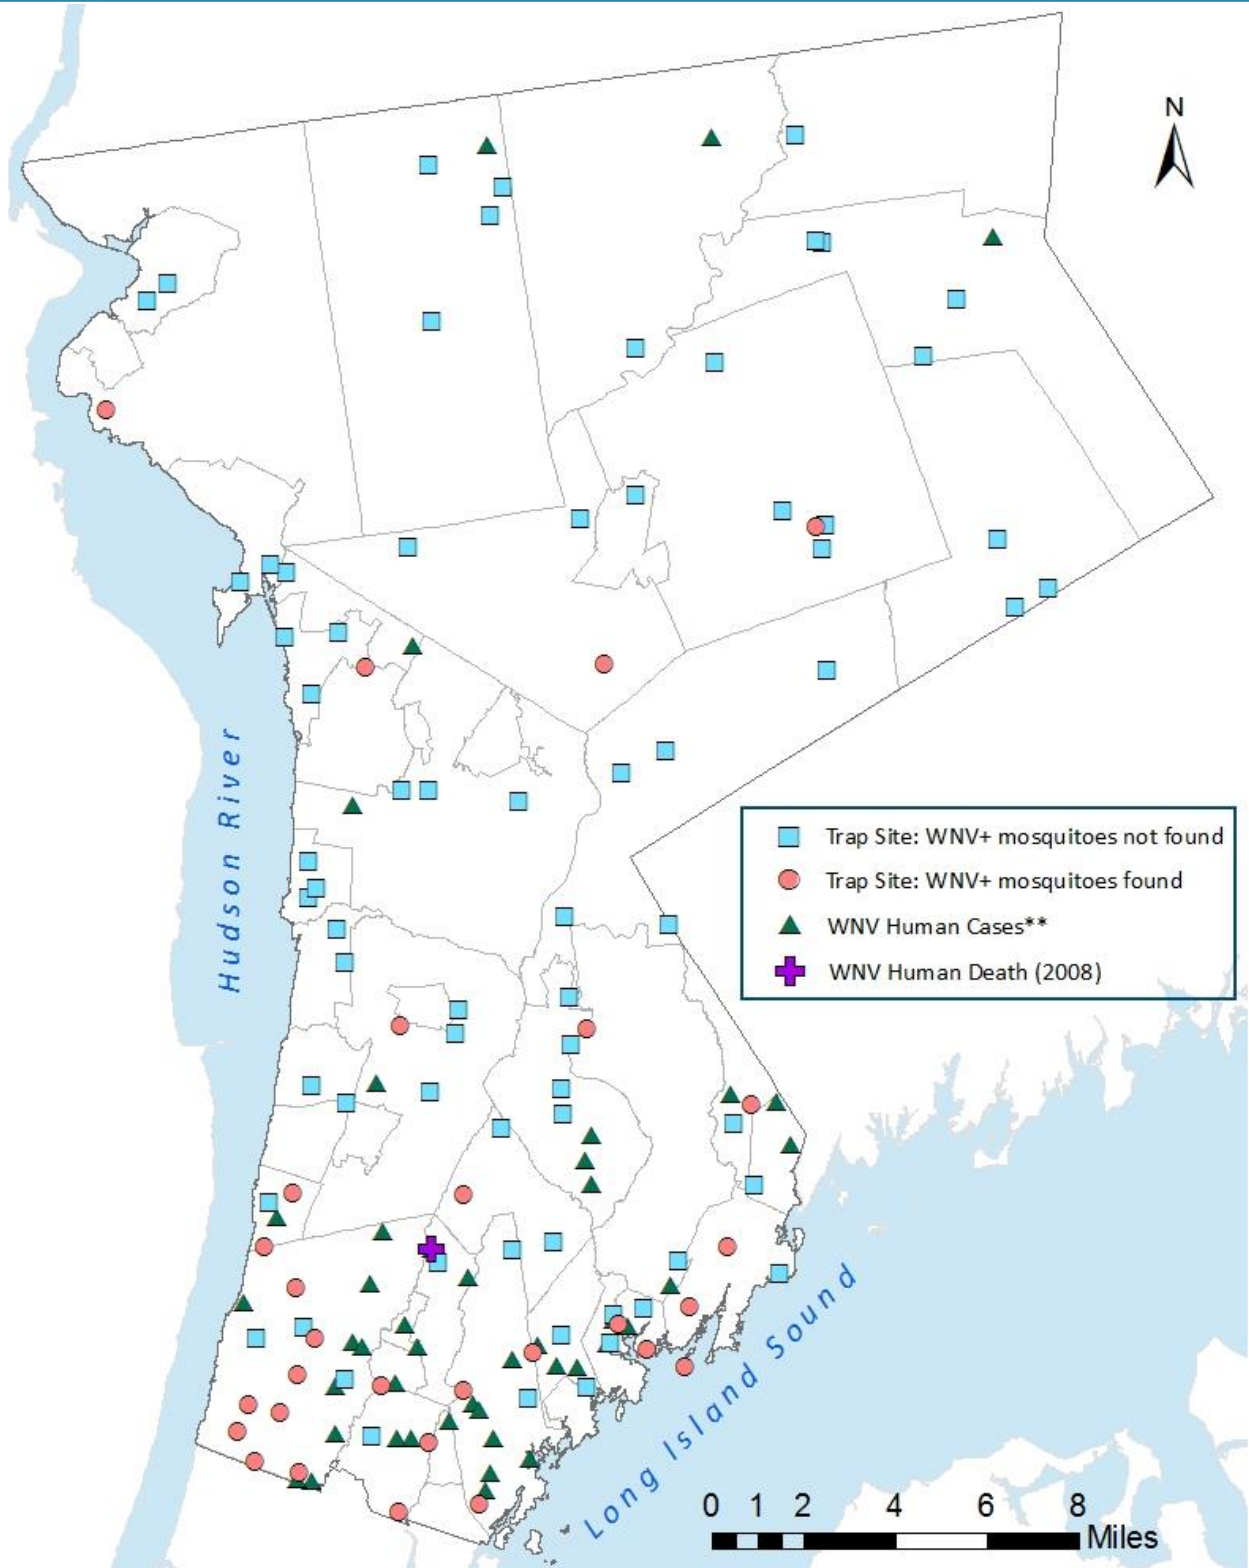 N
Hudson River
Trap Site: WNV+ mosquitoes not found
Trap Site: WNV+ mosquitoes found
WNV Human Cases**
WNV Human Death (2008)
Long Island Sound
0 1 2 4 6 8
Miles